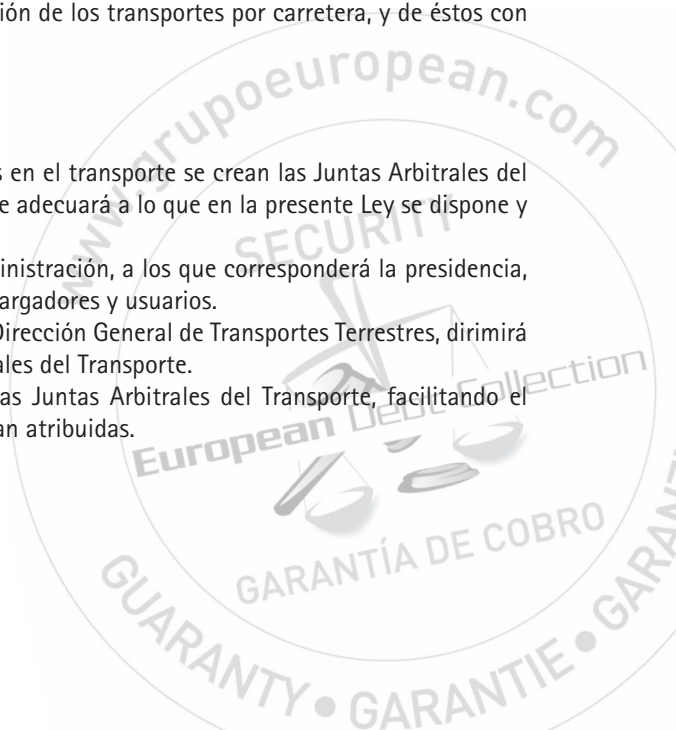 ión de los transportes por carretera, y de éstos con
s en el transporte se crean las Juntas Arbitrales del
e adecuará a lo que en la presente Ley se dispone y
inistración, a los que corresponderá la presidencia,
argadores y usuarios.
Dirección General de Transportes Terrestres, dirimirá
ales del Transporte.
as Juntas Arbitrales del Transporte, facilitando el
an atribuidas.
www.grupoeuropean.com
SECURITY
European Debt Collection
GARANTÍA DE COBRO
GUARANTY • GARANTIE • GARANT